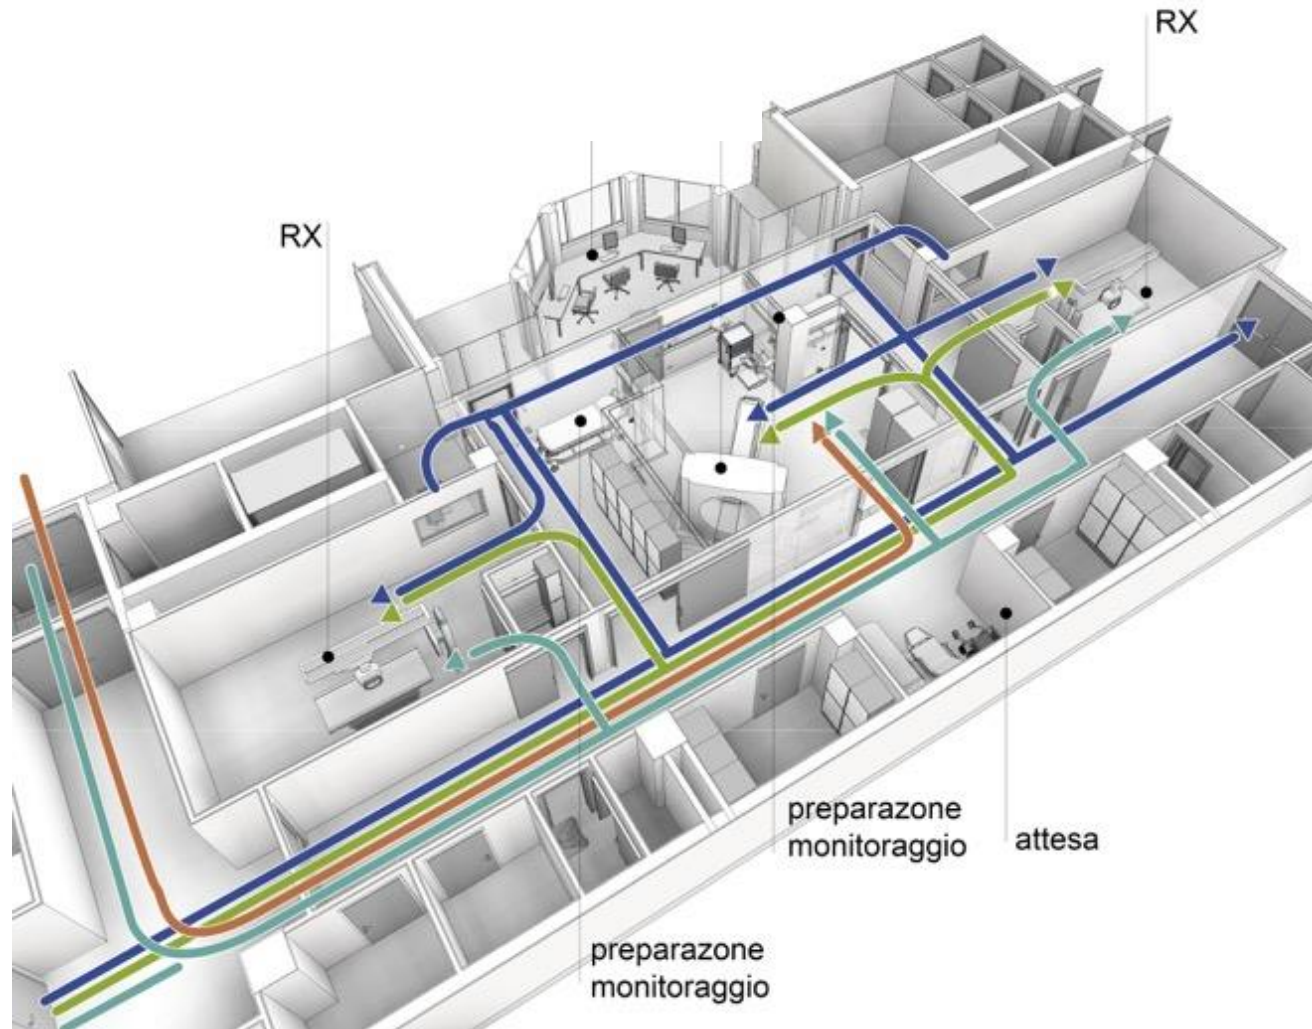 RX
RX
preparazone
monitoraggio
attesa
preparazone
monitoraggio